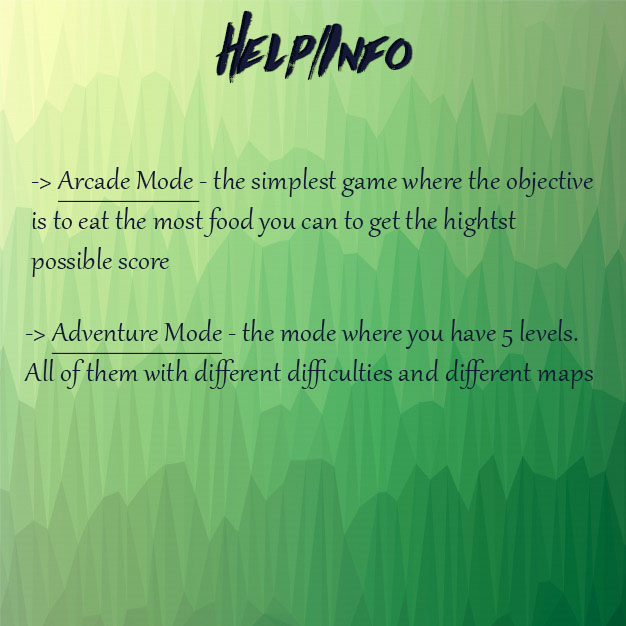 Help/Info
-> Arcade Mode - the simplest game where the objective
is to eat the most food you can to get the hightst
possible score
-> Adventure Mode - the mode where you have 5 levels.
All of them with different difficulties and different maps